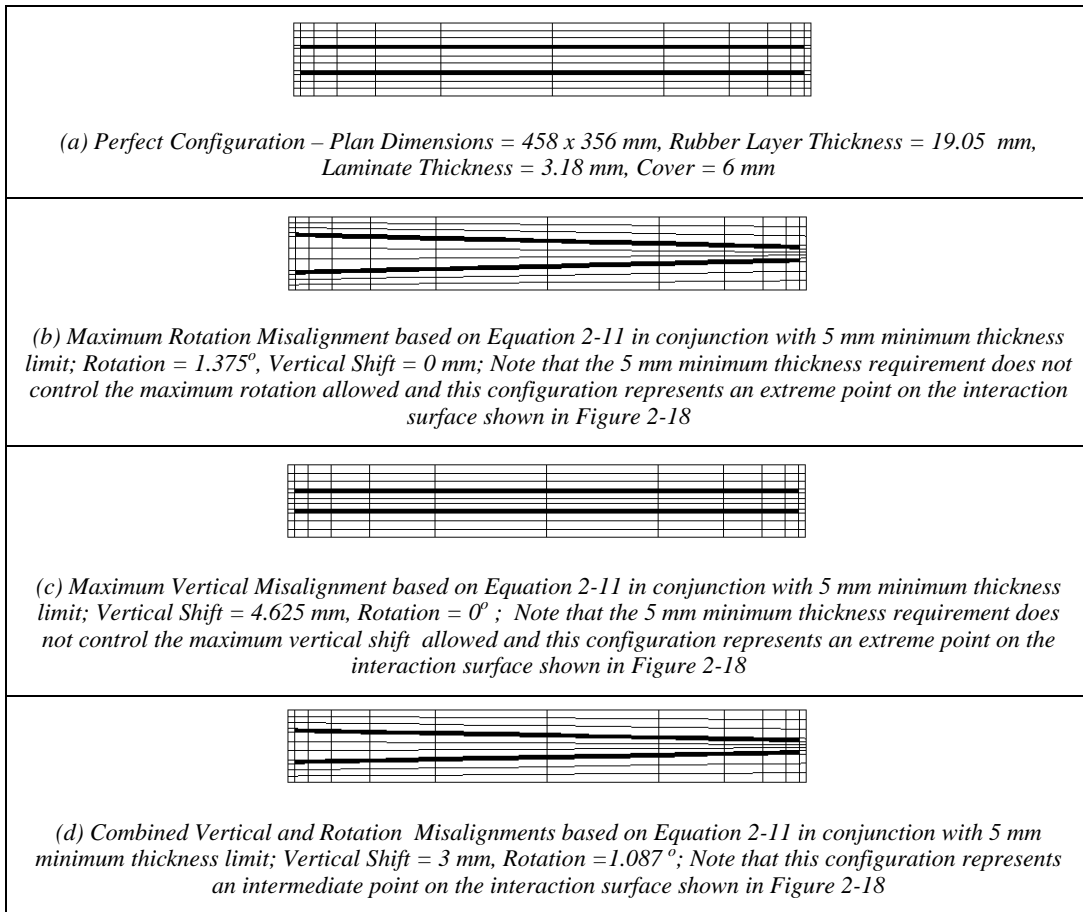 (a) Perfect Configuration – Plan Dimensions = 458 x 356 mm, Rubber Layer Thickness = 19.05 mm,
Laminate Thickness = 3.18 mm, Cover = 6 mm
(b) Maximum Rotation Misalignment based on Equation 2-11 in conjunction with 5 mm minimum thickness
limit; Rotation = 1.375º, Vertical Shift = 0 mm; Note that the 5 mm minimum thickness requirement does not
control the maximum rotation allowed and this configuration represents an extreme point on the interaction
surface shown in Figure 2-18
(c) Maximum Vertical Misalignment based on Equation 2-11 in conjunction with 5 mm minimum thickness
limit; Vertical Shift = 4.625 mm, Rotation = 0º ; Note that the 5 mm minimum thickness requirement does
not control the maximum vertical shift allowed and this configuration represents an extreme point on the
interaction surface shown in Figure 2-18
(d) Combined Vertical and Rotation Misalignments based on Equation 2-11 in conjunction with 5 mm
minimum thickness limit; Vertical Shift = 3 mm, Rotation =1.087 º; Note that this configuration represents
an intermediate point on the interaction surface shown in Figure 2-18